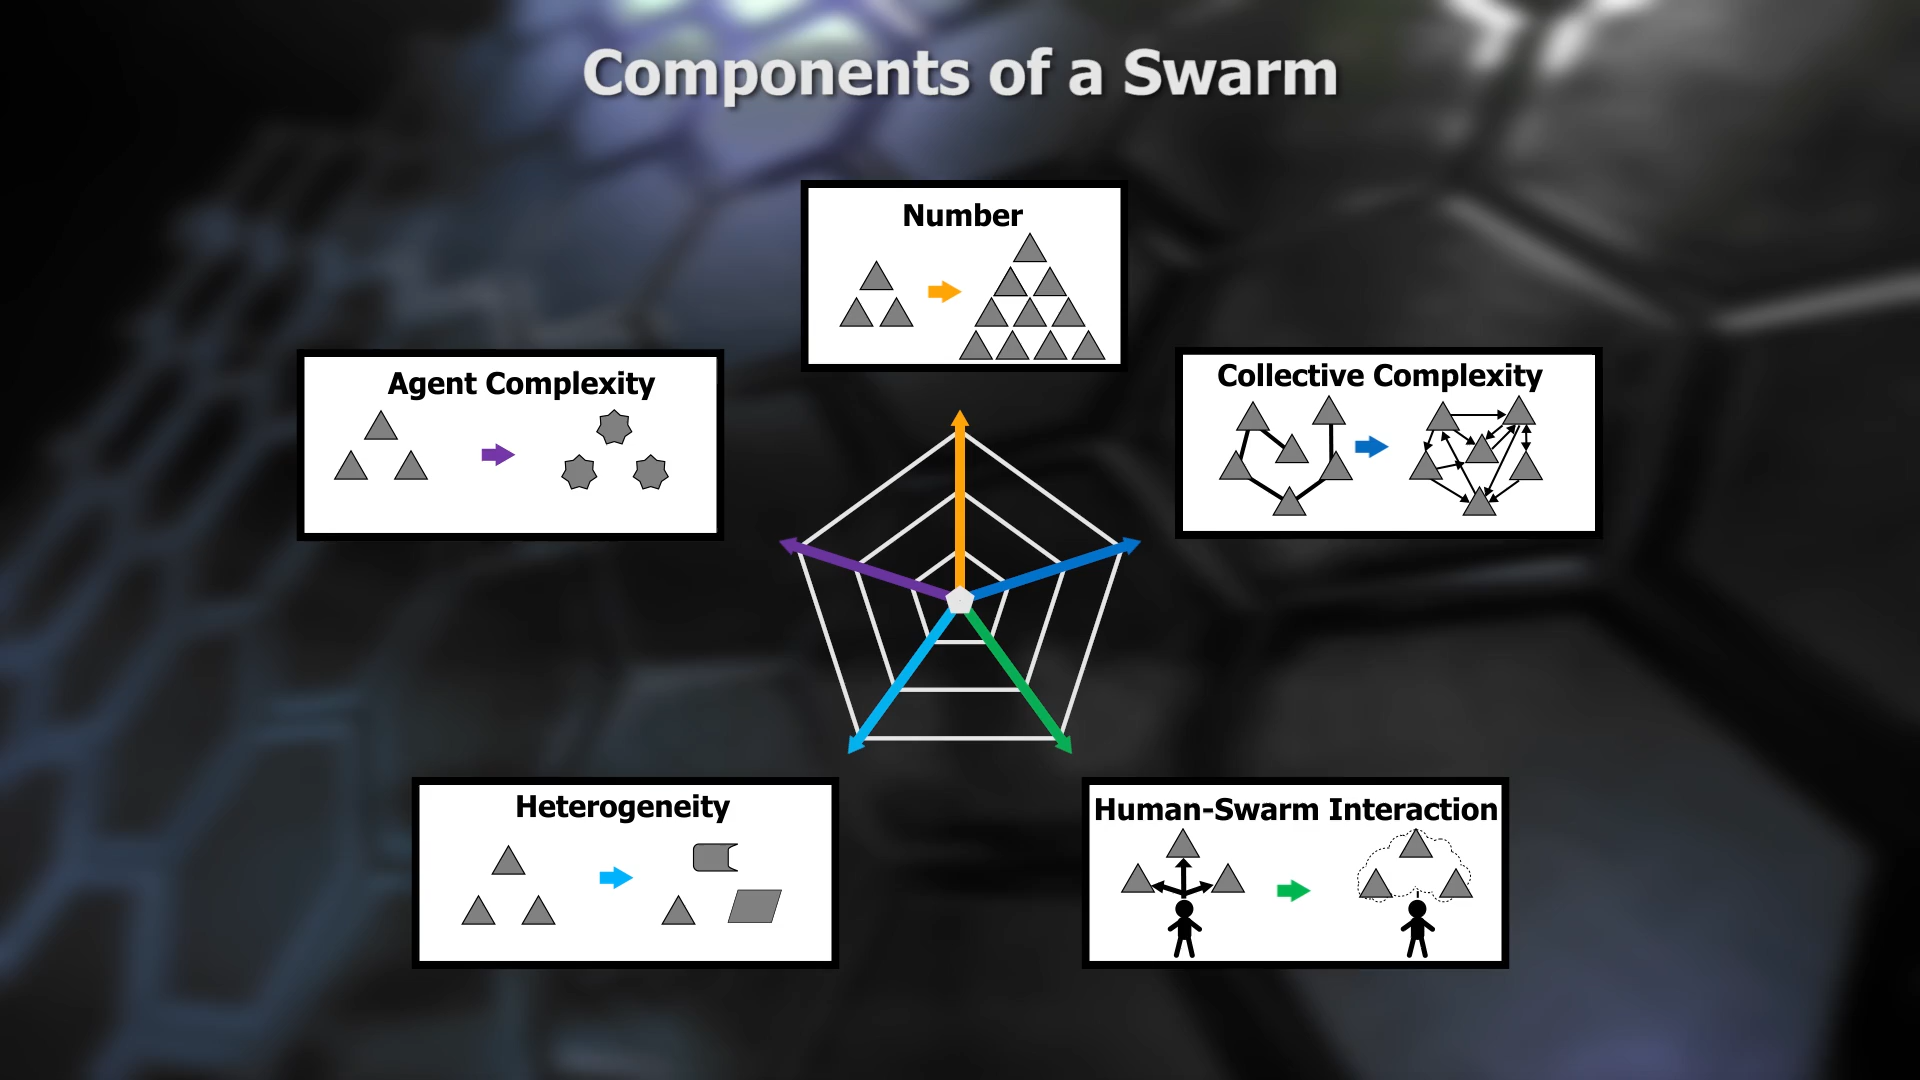 Components of a Swarm
Number
Agent Complexity
Collective Complexity
Heterogeneity
Human-Swarm Interaction